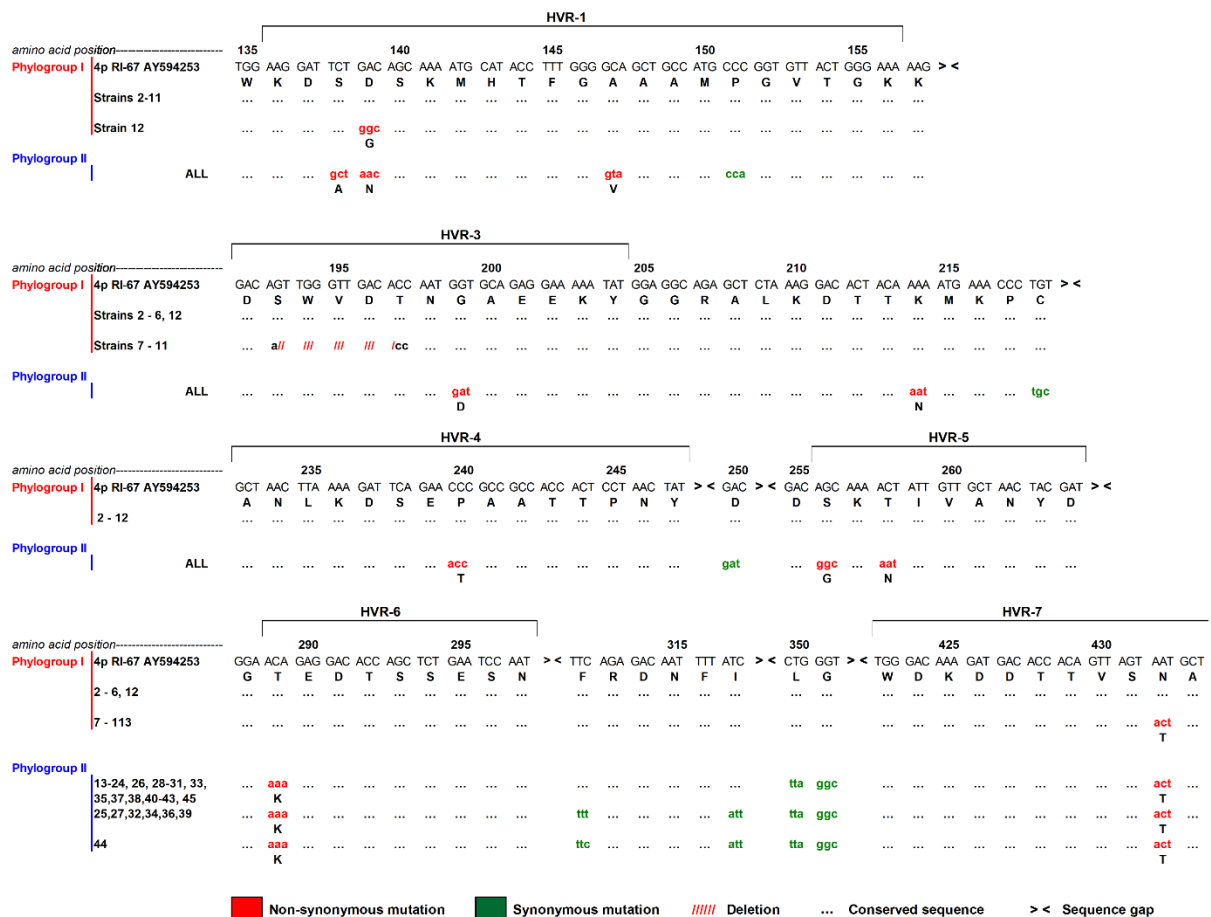 HVR-1
amino acid position---------------------------- 135 140 145 150 155
Phylogroup I 4p RI-67 AY594253 TGG AAG GAT TCT GAC AGC AAA ATG CAT ACC TTT GGG GCA GCT GCC ATG CCC GGT GTT ACT GGG AAA AAG > <
W K D S D S K M H T F G A A A M P G V T G K K
Strains 2-11 ... ... ... ... ... ... ... ... ... ... ... ... ... ... ... ... ... ... ... ... ... ... ...
Strain 12 ... ... ... ... ggc ... ... ... ... ... ... ... ... ... ... ... ... ... ... ... ... ... ...
G
Phylogroup II
ALL ... ... ... gct aac ... ... ... ... ... ... ... gta ... ... ... cca ... ... ... ... ... ...
A N V
HVR-3
amino acid position---------------------------- 195 200 205 210 215
Phylogroup I 4p RI-67 AY594253 GAC AGT TGG GTT GAC ACC AAT GGT GCA GAG GAA AAA TAT GGA GGC AGA GCT CTA AAG GAC ACT ACA AAA ATG AAA CCC TGT > <
D S W V D T N G A E E K Y G G R A L K D T T K M K P C
Strains 2 - 6, 12 ... ... ... ... ... ... ... ... ... ... ... ... ... ... ... ... ... ... ... ... ... ... ... ... ... ... ...
Strains 7 - 11 ... a// /// /// /// /cc ... ... ... ... ... ... ... ... ... ... ... ... ... ... ... ... ... ... ... ... ...
Phylogroup II
ALL ... ... ... ... ... ... ... gat ... ... ... ... ... ... ... ... ... ... ... ... ... ... aat ... ... ... tgc
D N
HVR-4 HVR-5
amino acid position---------------------------- 235 240 245 250 255 260
Phylogroup I 4p RI-67 AY594253 GCT AAC TTA AAA GAT TCA GAA CCC GCC GCC ACC ACT CCT AAC TAT > < GAC > < GAC AGC AAA ACT ATT GTT GCT AAC TAC GAT > <
A N L K D S E P A A T T P N Y D D S K T I V A N Y D
2 - 12 ... ... ... ... ... ... ... ... ... ... ... ... ... ... ... ... ... ... ... ... ... ... ... ... ... ...
Phylogroup II
ALL ... ... ... ... ... ... ... acc ... ... ... ... ... ... ... gat ... ggc ... aat ... ... ... ... ... ...
T G N
HVR-6 HVR-7
amino acid position---------------------------- 290 295 315 350 425 430
Phylogroup I 4p RI-67 AY594253 GGA ACA GAG GAC ACC AGC TCT GAA TCC AAT > < TTC AGA GAC AAT TTT ATC > < CTG GGT > < TGG GAC AAA GAT GAC ACC ACA GTT AGT AAT GCT
G T E D T S S E S N F R D N F I L G W D K D D T T V S N A
2 - 6, 12 ... ... ... ... ... ... ... ... ... ... ... ... ... ... ... ... ... ... ... ... ... ... ... ... ... ... ... ... ...
7 - 113 ... ... ... ... ... ... ... ... ... ... ... ... ... ... ... ... ... ... ... ... ... ... ... ... ... ... ... act ...
T
Phylogroup II
13-24, 26, 28-31, 33, ... aaa ... ... ... ... ... ... ... ... ... ... ... ... ... ... tta ggc ... ... ... ... ... ... ... ... ... act ...
35,37,38,40-43, 45 K T
25,27,32,34,36,39 ... aaa ... ... ... ... ... ... ... ... ttt ... ... ... ... att tta ggc ... ... ... ... ... ... ... ... ... act ...
K T
44 ... aaa ... ... ... ... ... ... ... ... ttc ... ... ... ... att tta ggc ... ... ... ... ... ... ... ... ... act ...
K T
Non-synonymous mutation Synonymous mutation ////// Deletion ... Conserved sequence > < Sequence gap